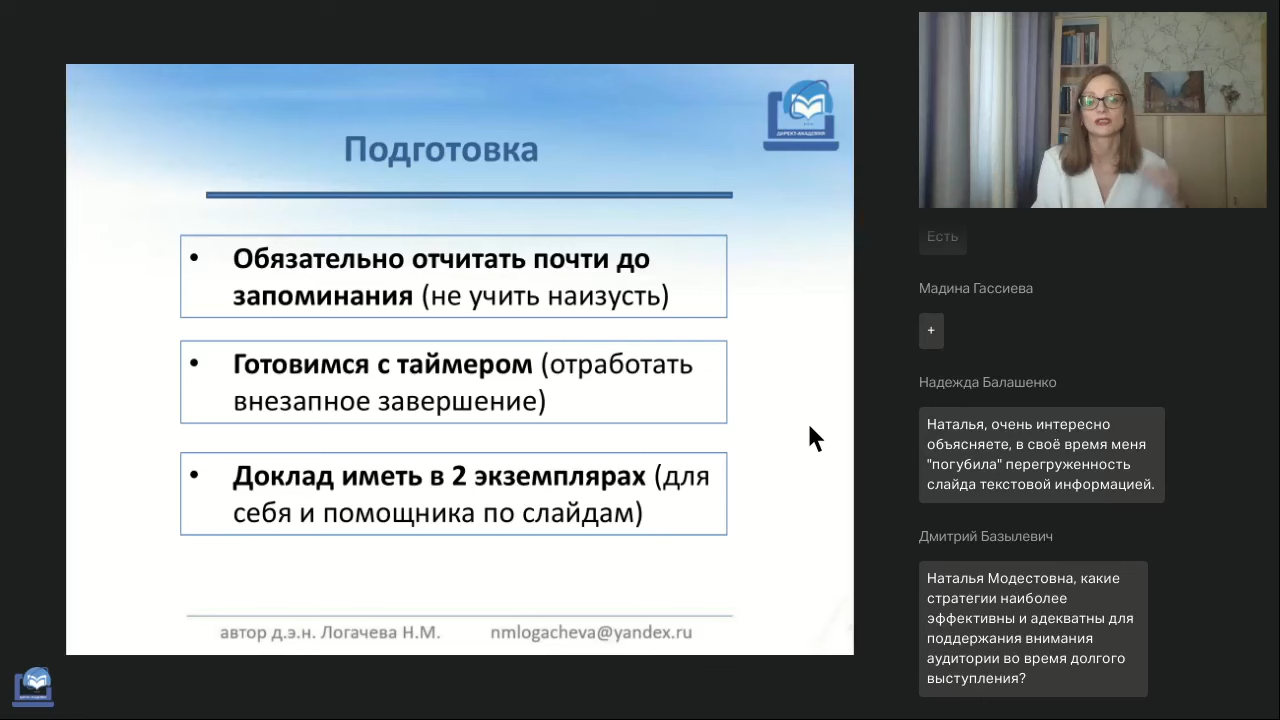 Подготовка
ДИРЕКТ-АКАДЕМИЯ
• Обязательно отчитать почти до
запоминания (не учить наизусть)
• Готовимся с таймером (отработать
внезапное завершение)
• Доклад иметь в 2 экземплярах (для
себя и помощника по слайдам)
автор д.э.н. Логачева Н.М. nmlogacheva@yandex.ru
Есть
Мадина Гассиева
+
Надежда Балашенко
Наталья, очень интересно
объясняете, в своё время меня
"погубила" перегруженность
слайда текстовой информацией.
Дмитрий Базылевич
Наталья Модестовна, какие
стратегии наиболее
эффективны и адекватны для
поддержания внимания
аудитории во время долгого
выступления?